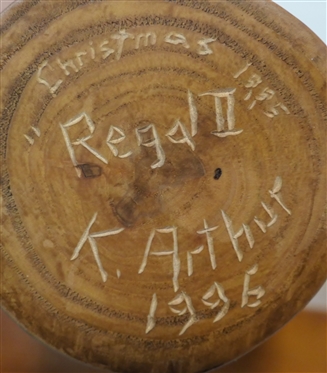 Christmas 1995
" Regal II
K. Arthur
1996